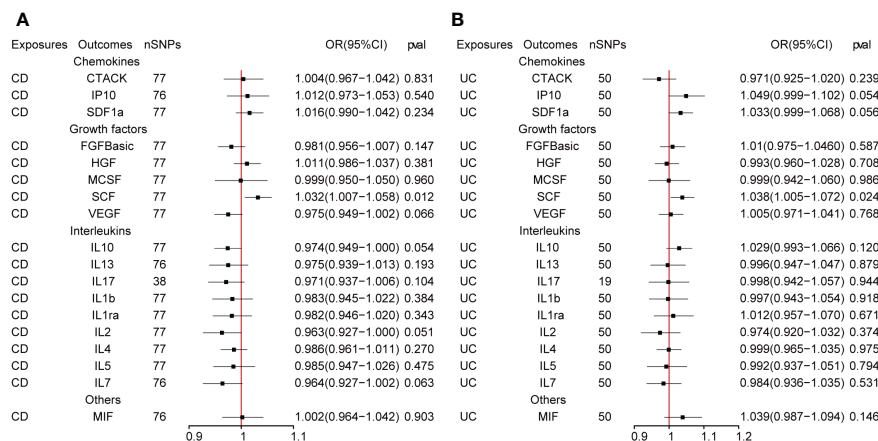 A
Exposures Outcomes nSNPs OR(95%CI) pval
Chemokines
CD CTACK 77 1.004(0.967−1.042) 0.831
CD IP10 76 1.012(0.973−1.053) 0.540
CD SDF1a 77 1.016(0.990−1.042) 0.234
Growth factors
CD FGFBasic 77 0.981(0.956−1.007) 0.147
CD HGF 77 1.011(0.986−1.037) 0.381
CD MCSF 77 0.999(0.950−1.050) 0.960
CD SCF 77 1.032(1.007−1.058) 0.012
CD VEGF 77 0.975(0.949−1.002) 0.066
Interleukins
CD IL10 77 0.974(0.949−1.000) 0.054
CD IL13 76 0.975(0.939−1.013) 0.193
CD IL17 38 0.971(0.937−1.006) 0.104
CD IL1b 77 0.983(0.945−1.022) 0.384
CD IL1ra 77 0.982(0.946−1.020) 0.343
CD IL2 77 0.963(0.927−1.000) 0.051
CD IL4 77 0.986(0.961−1.011) 0.270
CD IL5 77 0.985(0.947−1.026) 0.475
CD IL7 76 0.964(0.927−1.002) 0.063
Others
CD MIF 76 1.002(0.964−1.042) 0.903
0.9 1 1.1
B
Exposures Outcomes nSNPs OR(95%CI) pval
Chemokines
UC CTACK 50 0.971(0.925−1.020) 0.239
UC IP10 50 1.049(0.999−1.102) 0.054
UC SDF1a 50 1.033(0.999−1.068) 0.056
Growth factors
UC FGFBasic 50 1.01(0.975−1.0460) 0.587
UC HGF 50 0.993(0.960−1.028) 0.708
UC MCSF 50 0.999(0.942−1.060) 0.986
UC SCF 50 1.038(1.005−1.072) 0.024
UC VEGF 50 1.005(0.971−1.041) 0.768
Interleukins
UC IL10 50 1.029(0.993−1.066) 0.120
UC IL13 50 0.996(0.947−1.047) 0.879
UC IL17 19 0.998(0.942−1.057) 0.944
UC IL1b 50 0.997(0.943−1.054) 0.918
UC IL1ra 50 1.012(0.957−1.070) 0.671
UC IL2 50 0.974(0.920−1.032) 0.374
UC IL4 50 0.999(0.965−1.035) 0.975
UC IL5 50 0.992(0.937−1.051) 0.794
UC IL7 50 0.984(0.936−1.035) 0.531
Others
UC MIF 50 1.039(0.987−1.094) 0.146
0.9 1 1.1 1.2